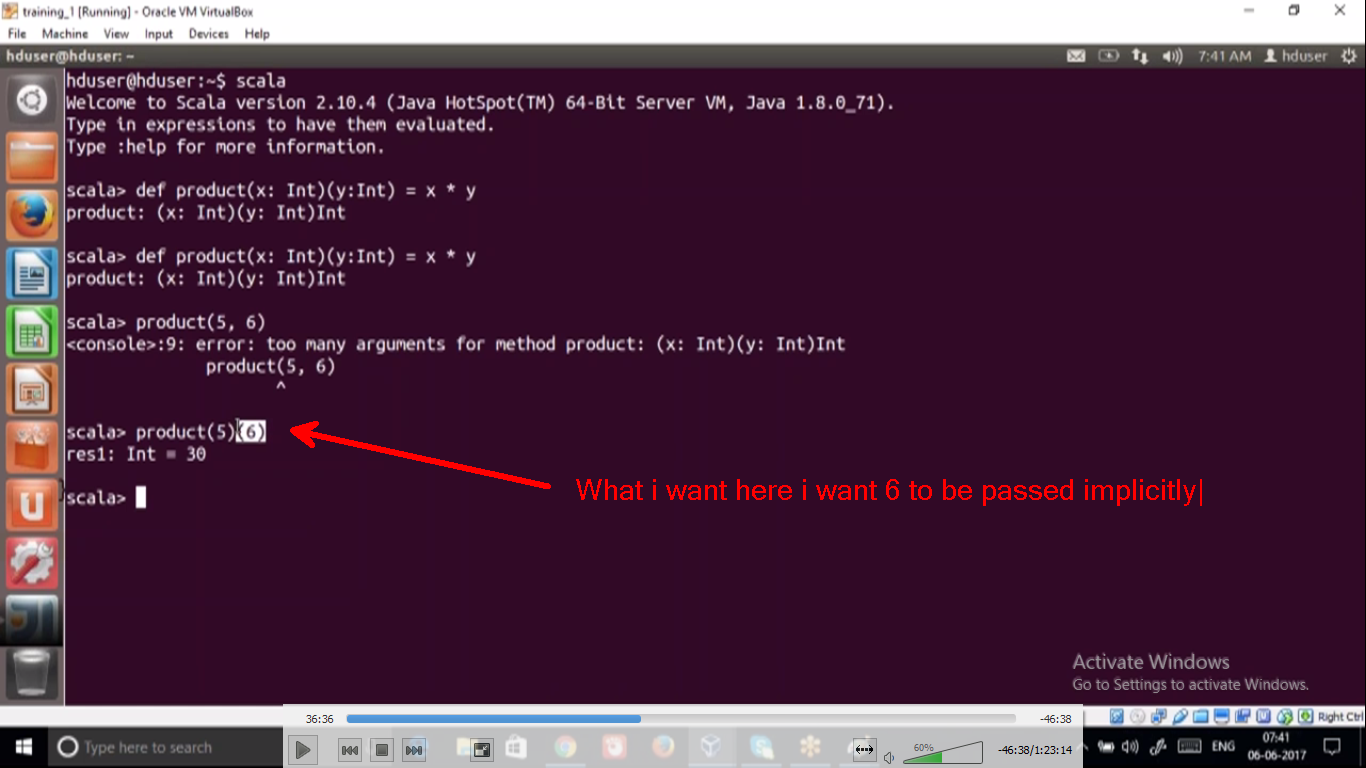 training_1 [Running] - Oracle VM VirtualBox
File Machine View Input Devices Help
hduser@hduser: ~
7:41 AM hduser
hduser@hduser:~$ scala
Welcome to Scala version 2.10.4 (Java HotSpot(TM) 64-Bit Server VM, Java 1.8.0_71).
Type in expressions to have them evaluated.
Type :help for more information.
scala> def product(x: Int)(y:Int) = x * y
product: (x: Int)(y: Int)Int
scala> def product(x: Int)(y:Int) = x * y
product: (x: Int)(y: Int)Int
scala> product(5, 6)
<console>:9: error: too many arguments for method product: (x: Int)(y: Int)Int
product(5, 6)
^
scala> product(5)(6)
res1: Int = 30
What i want here i want 6 to be passed implicitly
scala>
Activate Windows
Go to Settings to activate Windows.
36:36
-46:38
Right Ctrl
Type here to search
60%
-46:38/1:23:14
ENG
07:41
06-06-2017